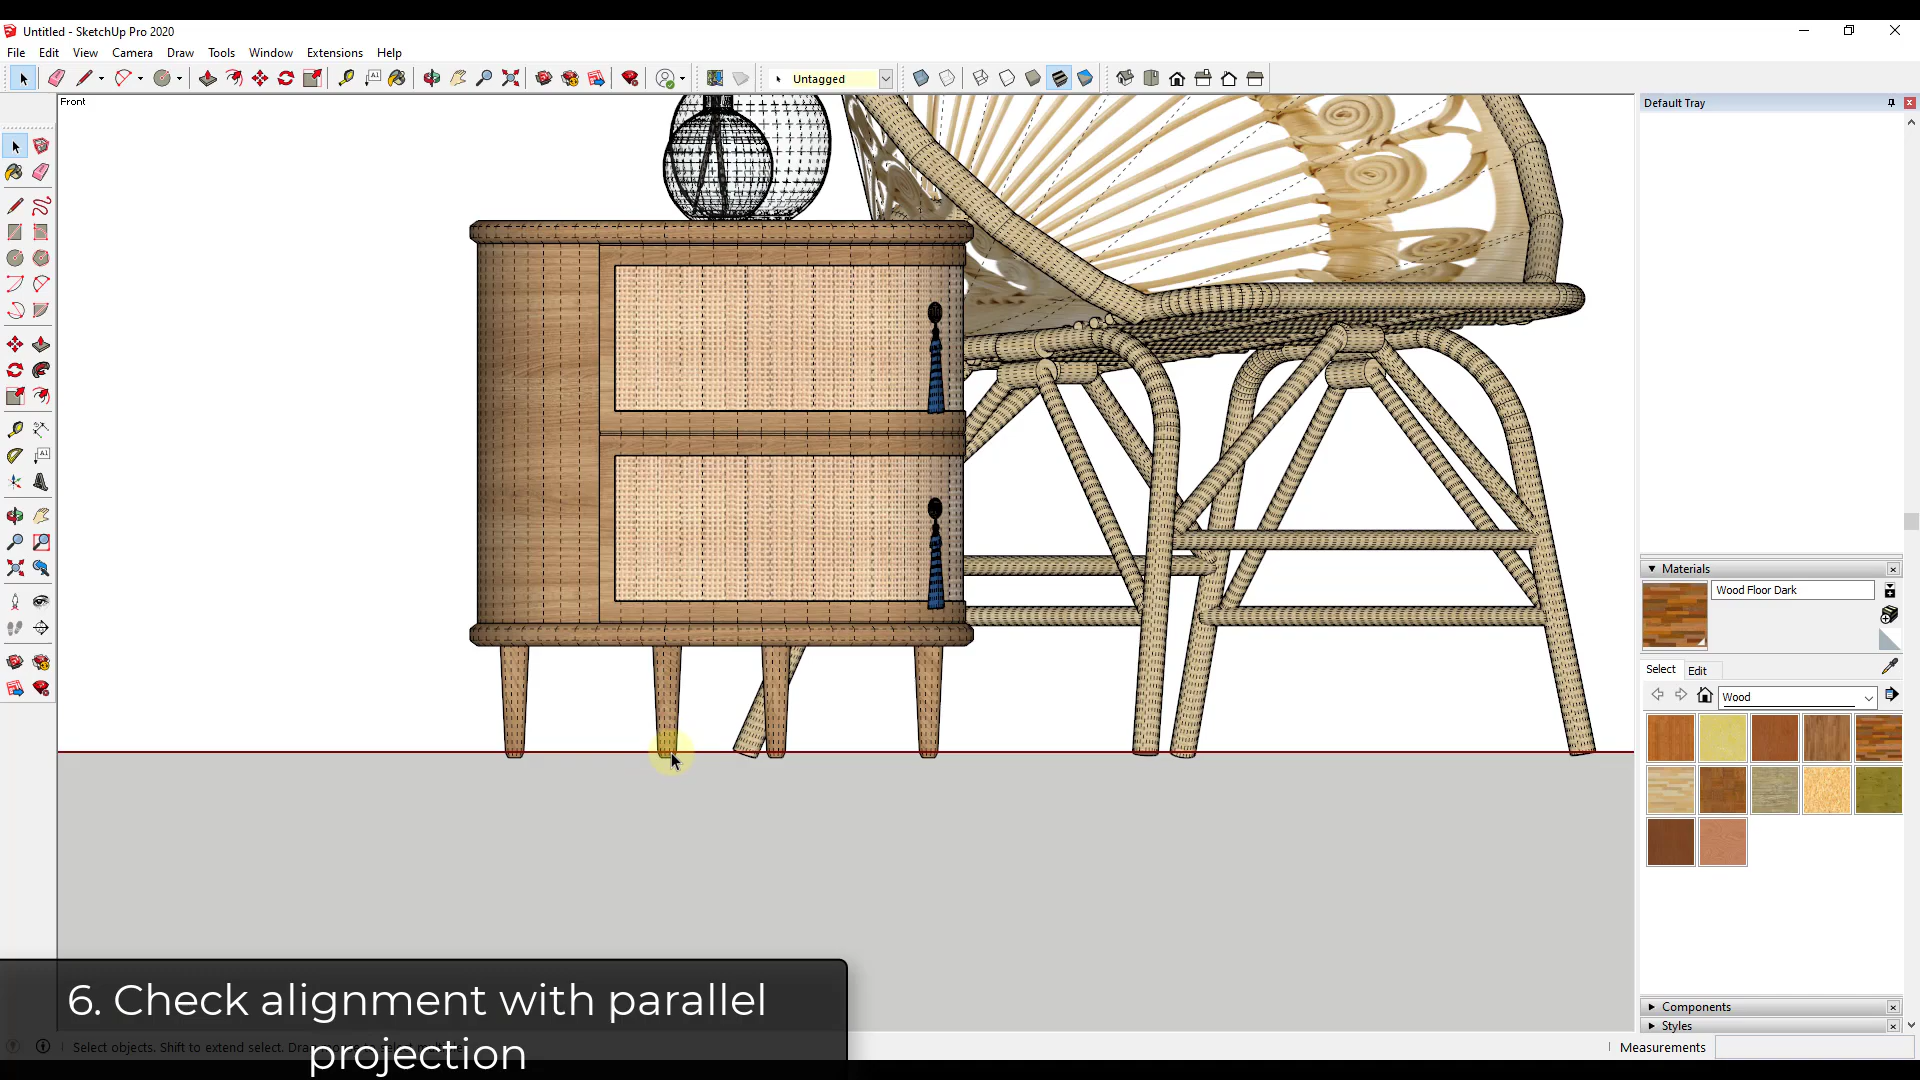 Untitled - SketchUp Pro 2020
File Edit View Camera Draw Tools Window Extensions Help
Untagged
Front
Default Tray
Materials
Wood Floor Dark
Select Edit
Wood
6. Check alignment with parallel
projection
Components
Styles
Select objects. Shift to extend select. Dra
Measurements